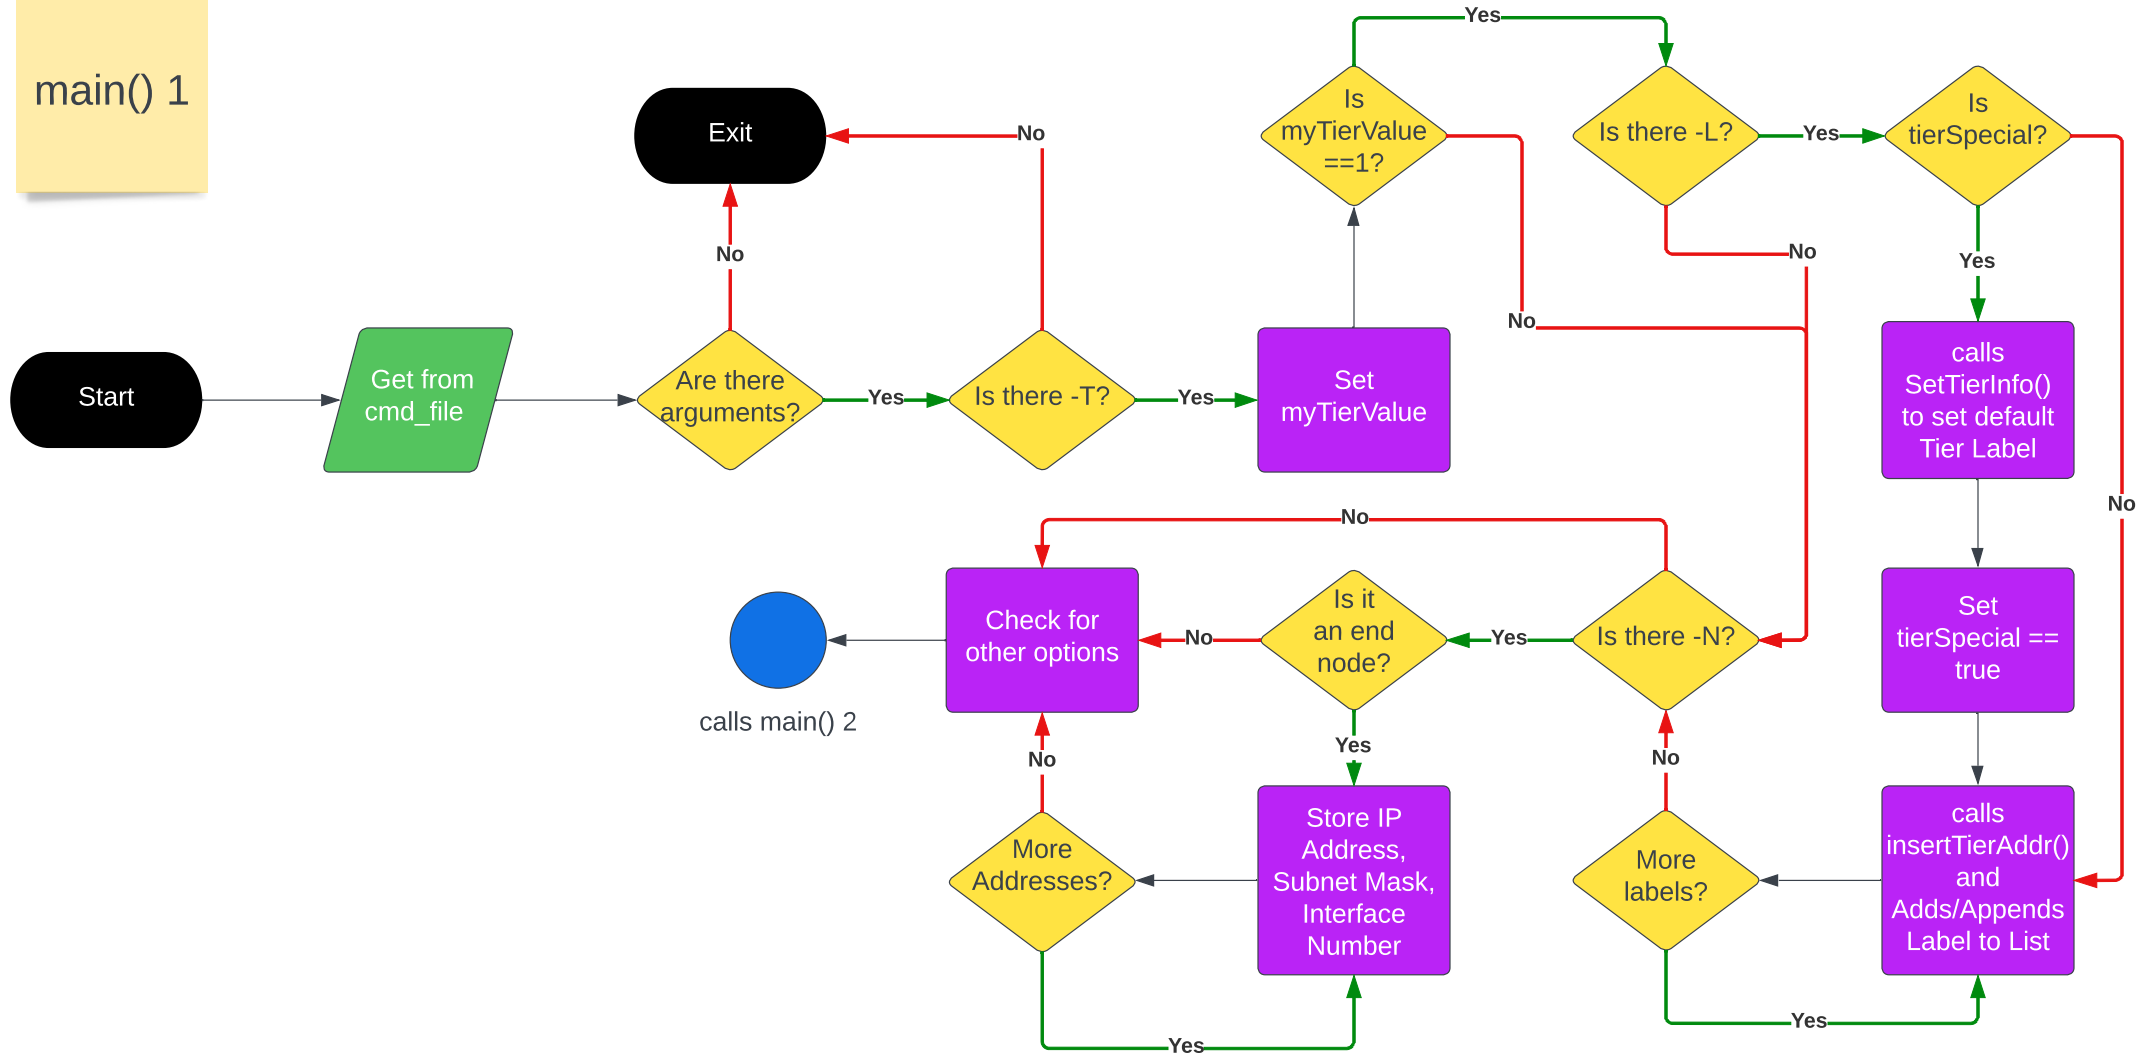 main() 1
Start
Get from
cmd_file
Are there
arguments?
No
Exit
Yes
Is there -T?
No
Yes
Set
myTierValue
Is
myTierValue
==1?
Yes
No
Is there -L?
Yes
No
Is
tierSpecial?
Yes
No
calls
SetTierInfo()
to set default
Tier Label
Set
tierSpecial ==
true
calls
insertTierAddr()
and
Adds/Appends
Label to List
More
labels?
Yes
No
Is there -N?
No
Yes
Is it
an end
node?
No
Yes
Store IP
Address,
Subnet Mask,
Interface
Number
More
Addresses?
Yes
No
Check for
other options
calls main() 2